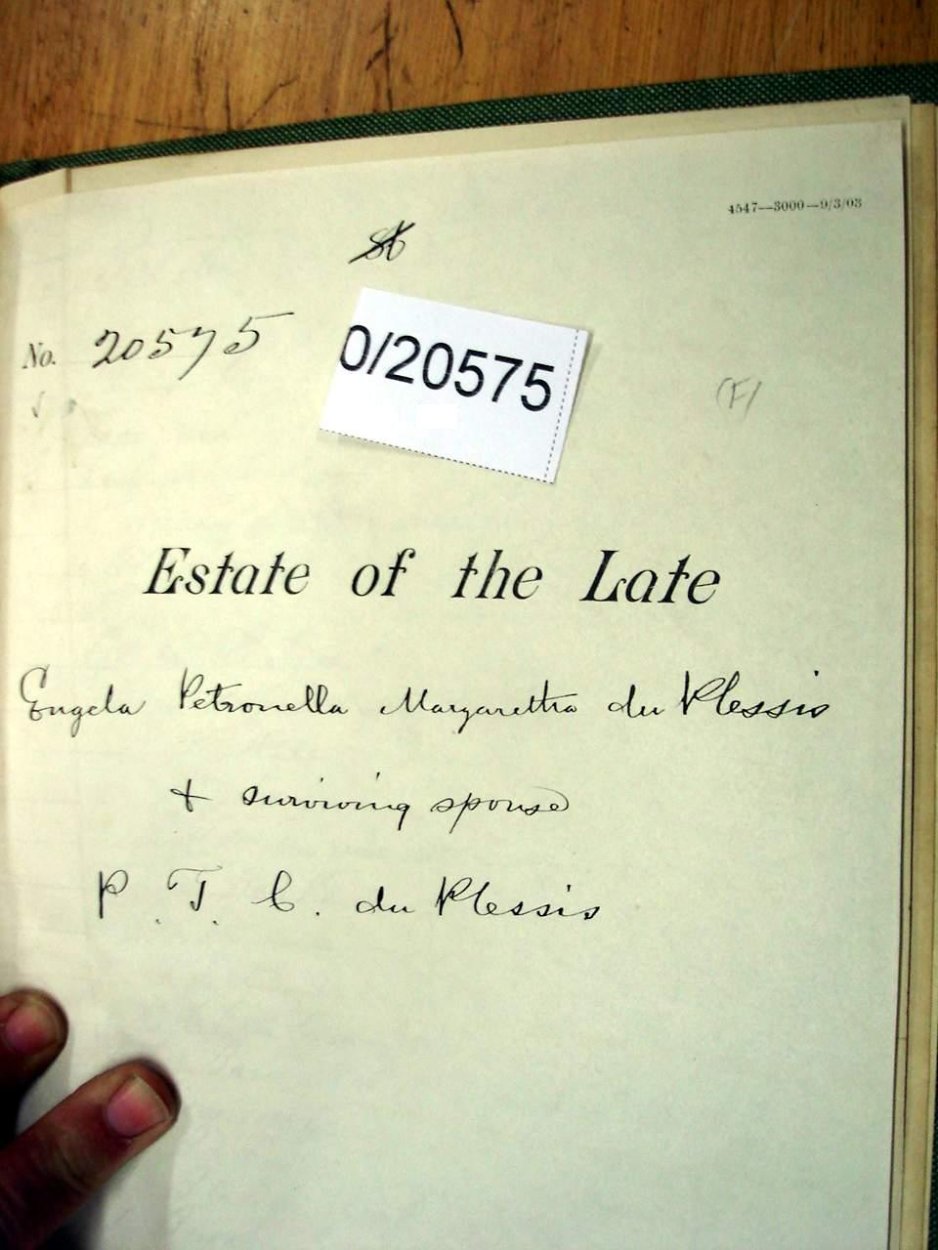 4547—3000—9/3/03
No. 20575
0/20575
(F)
Estate of the Late
Engela Petronella Margaretha du Plessis
+ surviving spouse
P. T. C. du Plessis